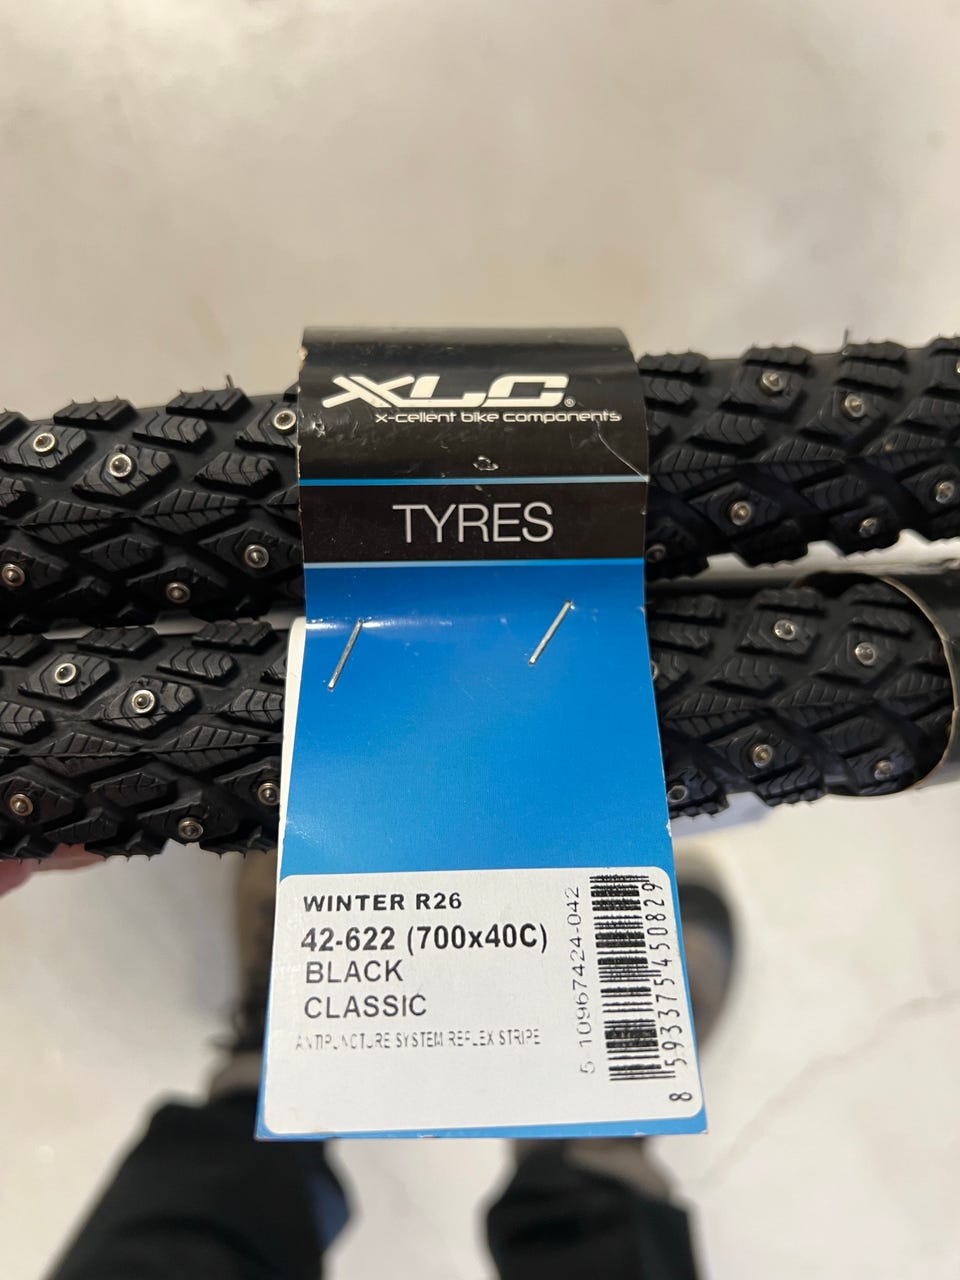 XLC®
x-cellent bike components
TYRES
WINTER R26
42-622 (700x40C)
BLACK
CLASSIC
ANTIPUNCTURE SYSTEM REFLEX STRIPE
5-10967424-042
8 593375 450829